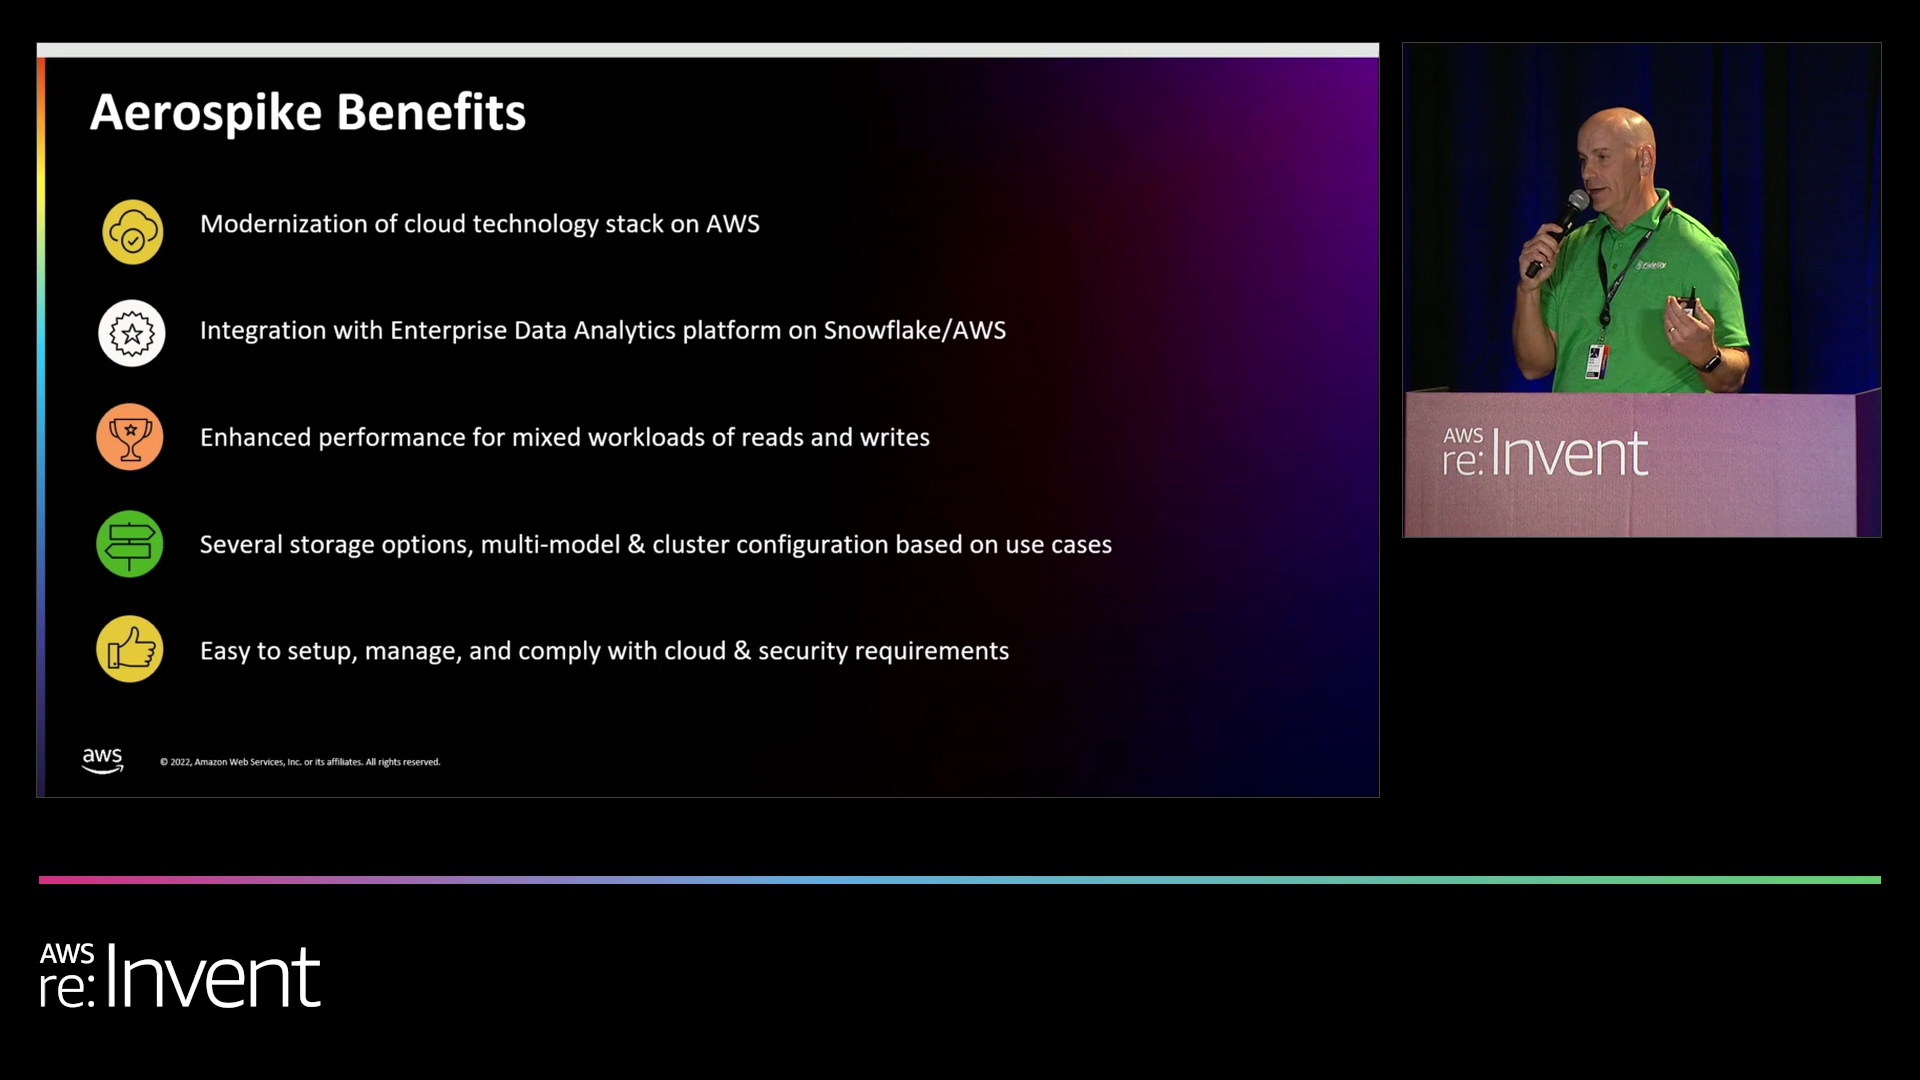 Aerospike Benefits
Modernization of cloud technology stack on AWS
Integration with Enterprise Data Analytics platform on Snowflake/AWS
Enhanced performance for mixed workloads of reads and writes
Several storage options, multi-model & cluster configuration based on use cases
Easy to setup, manage, and comply with cloud & security requirements
aws
© 2022, Amazon Web Services, Inc. or its affiliates. All rights reserved.
Fidelity
AWS
re:Invent
AWS
re:Invent